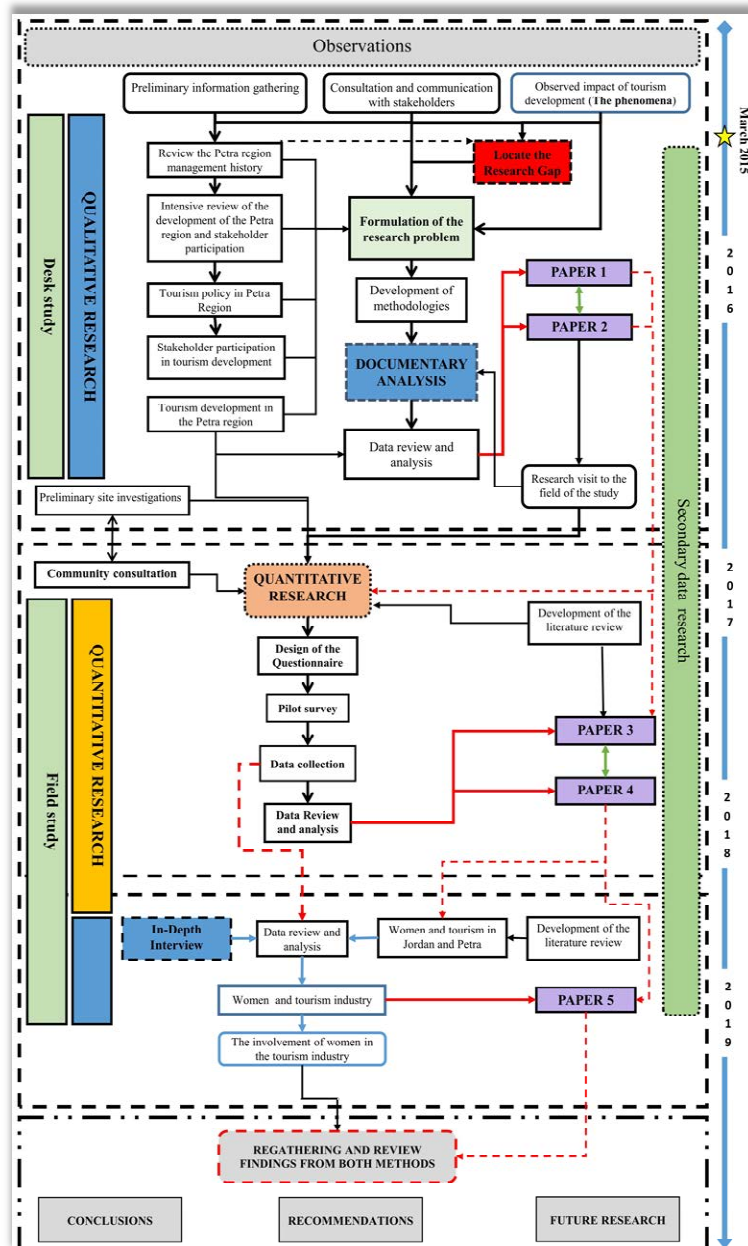 Observations
Preliminary information gathering
Consultation and communication
with stakeholders
Observed impact of tourism
development (The phenomena)
March 2015
Review the Petra region
management history
Locate the
Research Gap
Intensive review of the
development of the Petra
region and stakeholder
participation
Formulation of the
research problem
Desk study
QUALITATIVE RESEARCH
Tourism policy in Petra
Region
Development of
methodologies
PAPER 1
2016
Stakeholder participation
in tourism development
DOCUMENTARY
ANALYSIS
PAPER 2
Tourism development in
the Petra region
Data review and
analysis
Research visit to the
field of the study
Preliminary site investigations
Secondary data research
Community consultation
QUANTITATIVE
RESEARCH
Development of the
literature review
2017
Design of the
Questionnaire
Pilot survey
Field study
QUANTITATIVE RESEARCH
PAPER 3
Data collection
PAPER 4
Data Review
and analysis
2018
In-Depth
Interview
Data review and
analysis
Women and tourism in
Jordan and Petra
Development of the
literature review
Women and tourism industry
PAPER 5
2019
The involvement of women in
the tourism industry
REGATHERING AND REVIEW
FINDINGS FROM BOTH METHODS
CONCLUSIONS
RECOMMENDATIONS
FUTURE RESEARCH